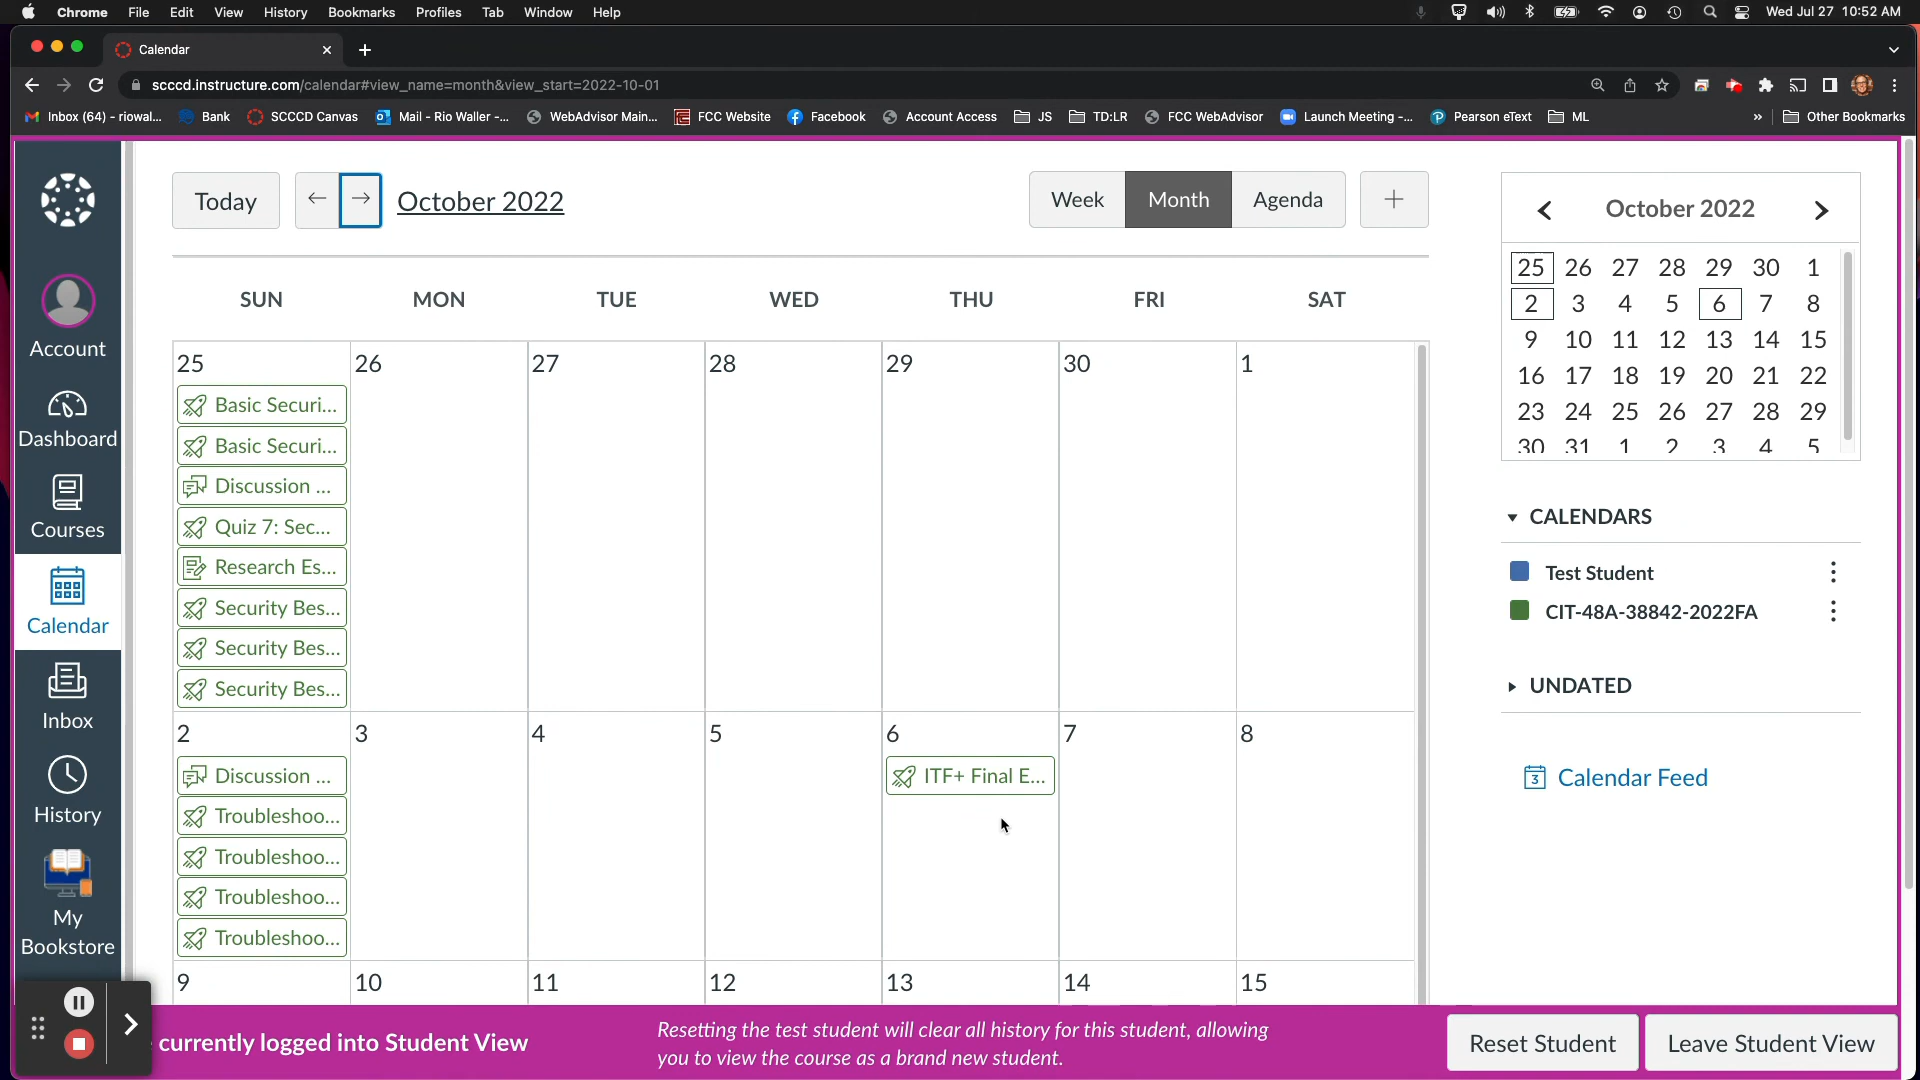 Chrome File Edit View History Bookmarks Profiles Tab Window Help Wed Jul 27 10:52 AM
Calendar
scccd.instructure.com/calendar#view_name=month&view_start=2022-10-01
Inbox (64) - riowal... Bank SCCCD Canvas Mail - Rio Waller -... WebAdvisor Main... FCC Website Facebook Account Access JS TD:LR FCC WebAdvisor Launch Meeting -... Pearson eText ML » Other Bookmarks
Account
Dashboard
Courses
Calendar
Inbox
History
My
Bookstore
Today ← → October 2022 Week Month Agenda +
SUN MON TUE WED THU FRI SAT
25 26 27 28 29 30 1
Basic Securi...
Basic Securi...
Discussion ...
Quiz 7: Sec...
Research Es...
Security Bes...
Security Bes...
Security Bes...
2 3 4 5 6 7 8
Discussion ... ITF+ Final E...
Troubleshoo...
Troubleshoo...
Troubleshoo...
Troubleshoo...
9 10 11 12 13 14 15
October 2022
25 26 27 28 29 30 1
2 3 4 5 6 7 8
9 10 11 12 13 14 15
16 17 18 19 20 21 22
23 24 25 26 27 28 29
30 31 1 2 3 4 5
CALENDARS
Test Student
CIT-48A-38842-2022FA
UNDATED
3 Calendar Feed
currently logged into Student View
Resetting the test student will clear all history for this student, allowing
you to view the course as a brand new student.
Reset Student Leave Student View